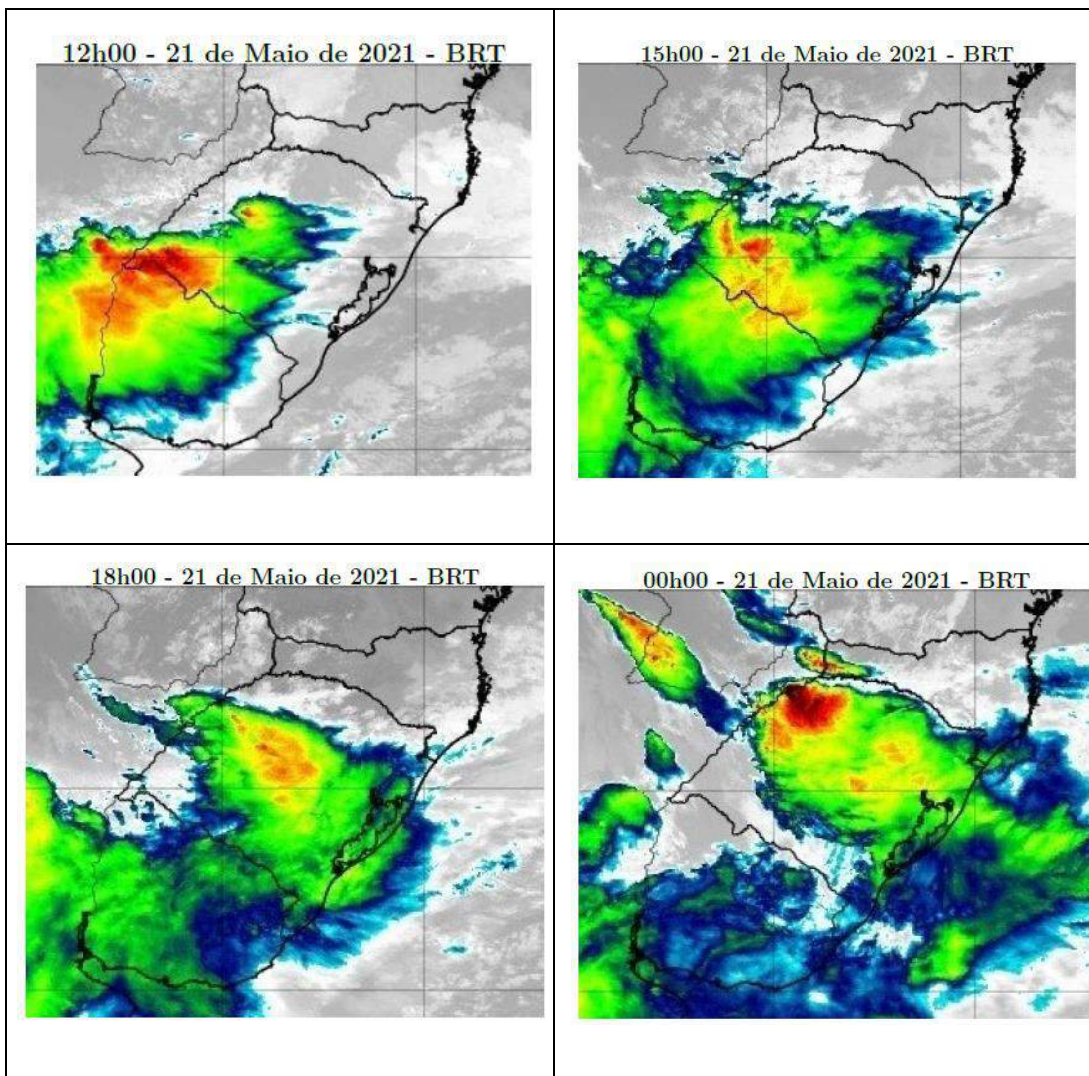 12h00 - 21 de Maio de 2021 - BRT
15h00 - 21 de Maio de 2021 - BRT
18h00 - 21 de Maio de 2021 - BRT
00h00 - 21 de Maio de 2021 - BRT